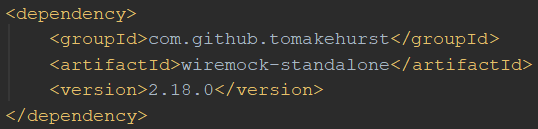 <dependency>
    <groupId>com.github.tomakehurst</groupId>
    <artifactId>wiremock-standalone</artifactId>
    <version>2.18.0</version>
</dependency>